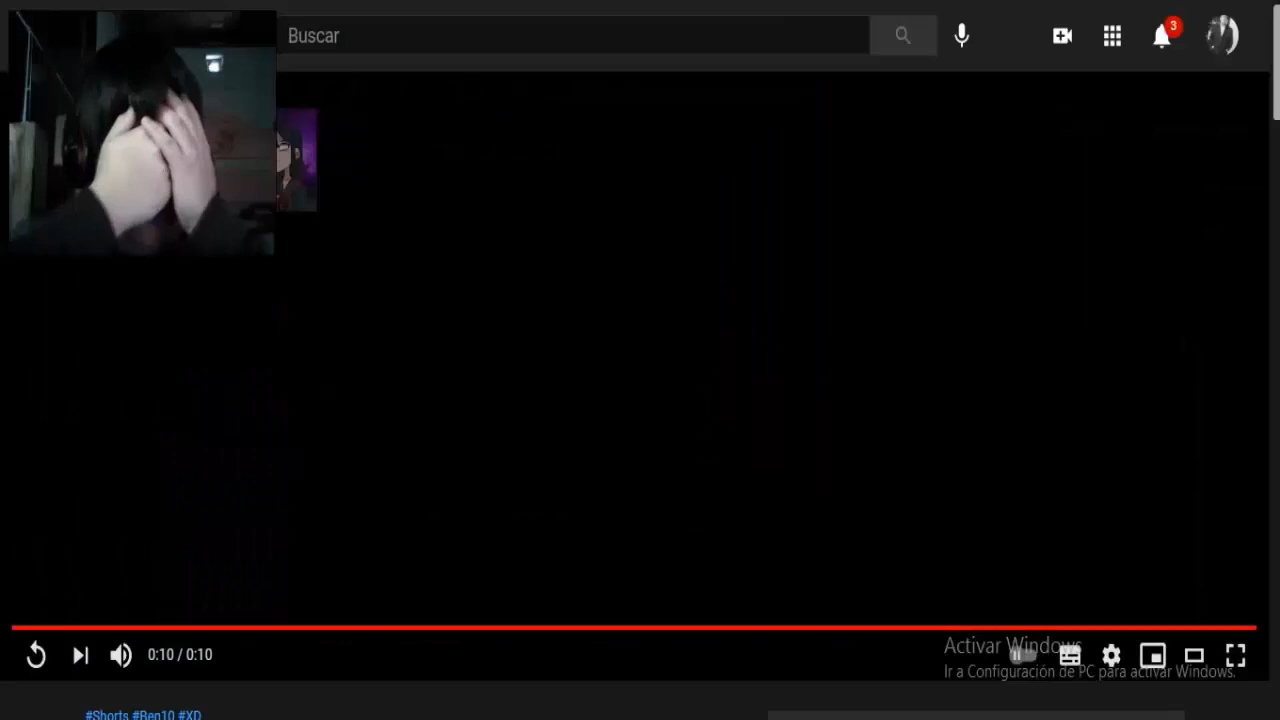 Buscar
3
0:10 / 0:10
Activar Windows
Ir a Configuración de PC para activar Windows.
#Shorts #Ben10 #XD